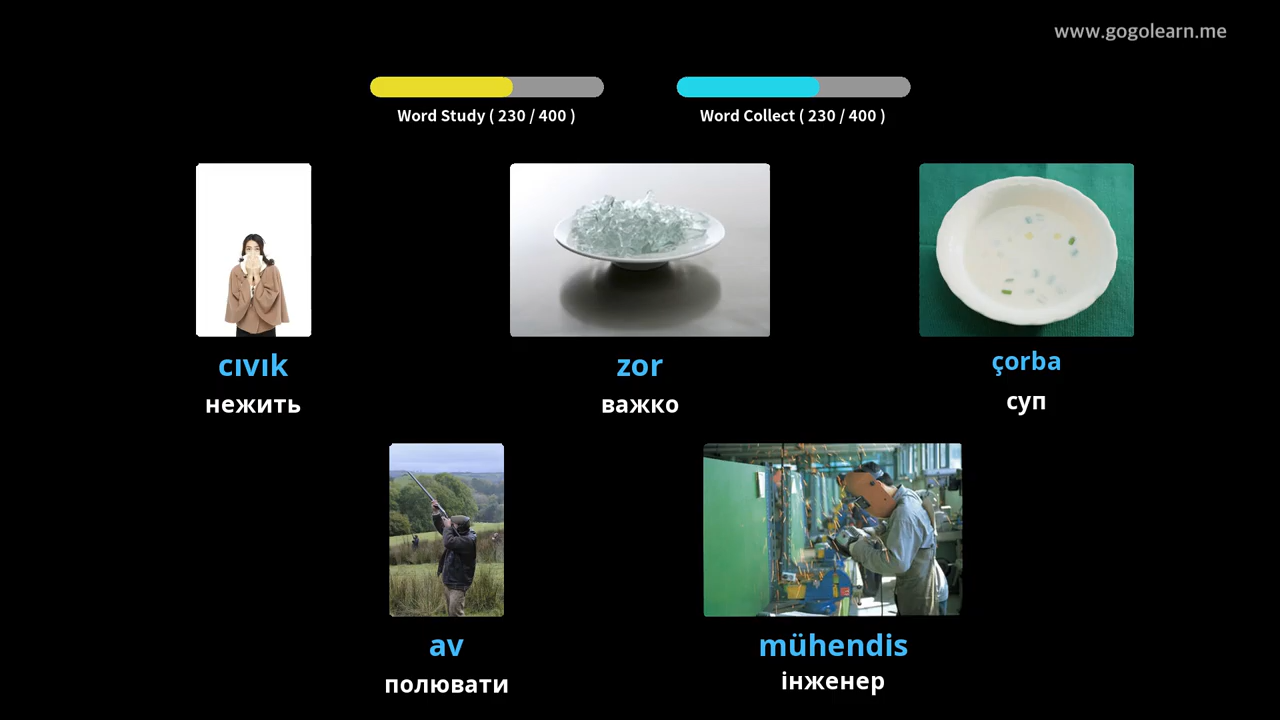 www.gogolearn.me
Word Study ( 230 / 400 )
Word Collect ( 230 / 400 )
cıvık
нежить
zor
важко
çorba
суп
av
полювати
mühendis
інженер